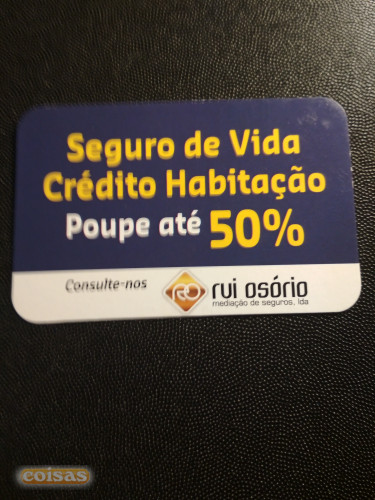 Seguro de Vida
Crédito Habitação
Poupe até 50%
Consulte-nos
RO
rui osório
mediação de seguros, lda
coisas